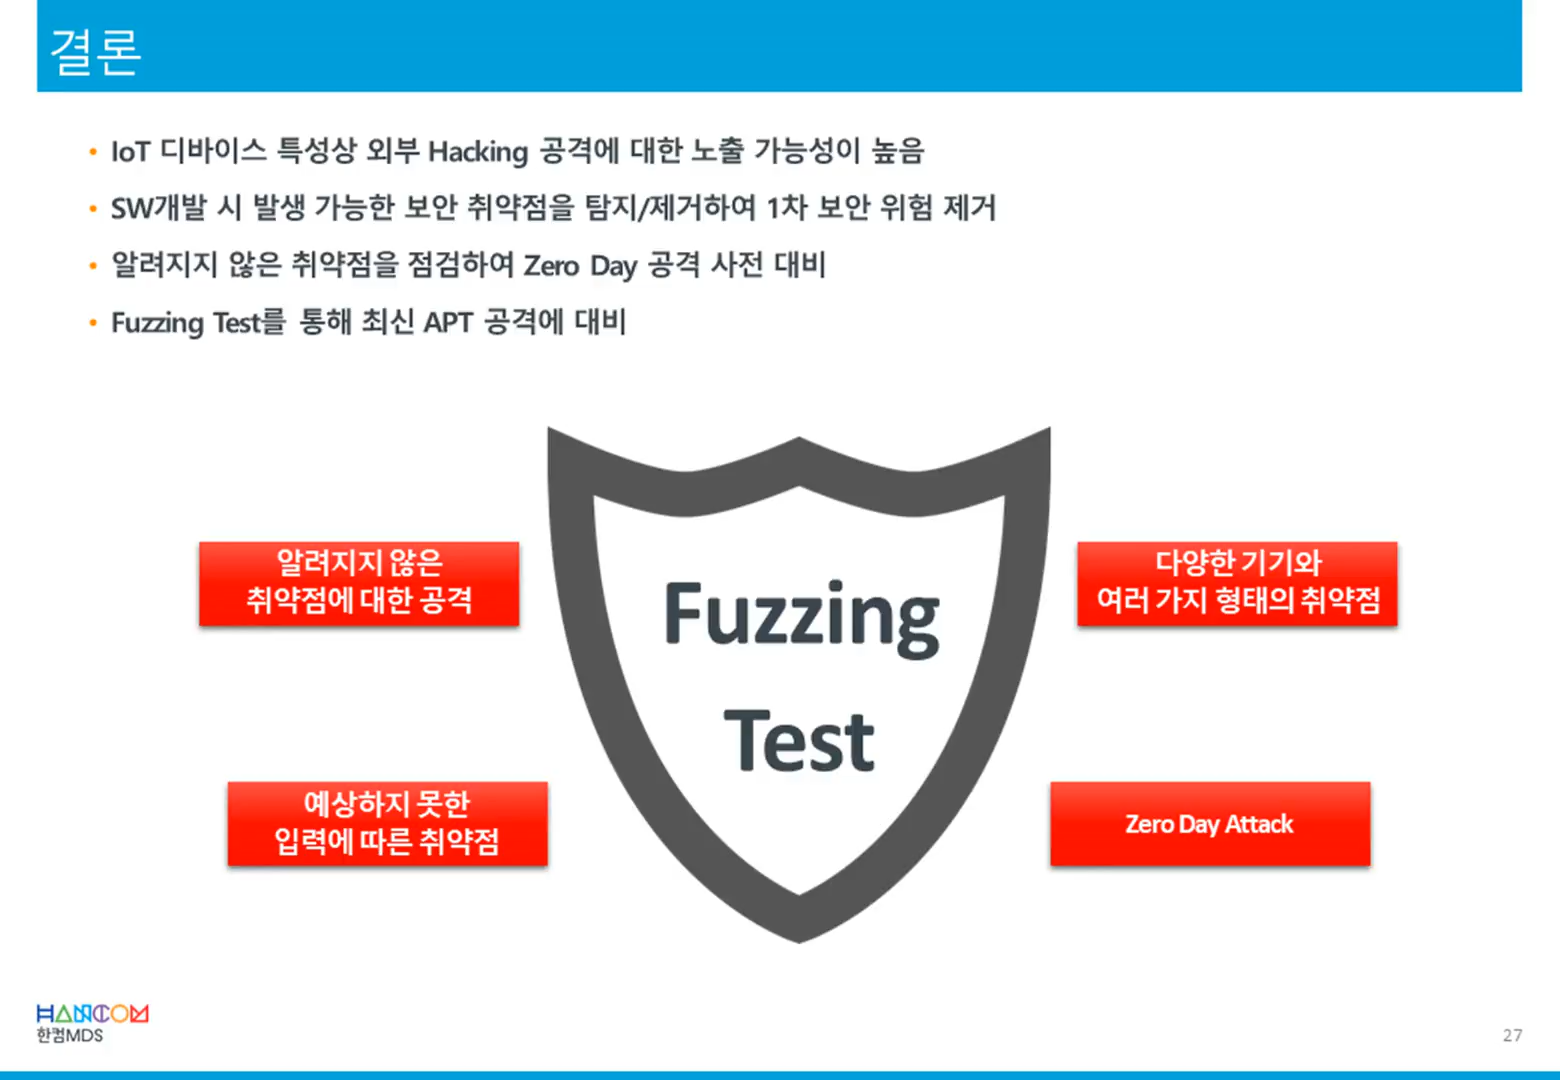 결론
• IoT 디바이스 특성상 외부 Hacking 공격에 대한 노출 가능성이 높음
• SW개발 시 발생 가능한 보안 취약점을 탐지/제거하여 1차 보안 위험 제거
• 알려지지 않은 취약점을 점검하여 Zero Day 공격 사전 대비
• Fuzzing Test를 통해 최신 APT 공격에 대비
알려지지 않은
취약점에 대한 공격
다양한 기기와
여러 가지 형태의 취약점
Fuzzing
Test
예상하지 못한
입력에 따른 취약점
Zero Day Attack
HANCOM
한컴MDS
27